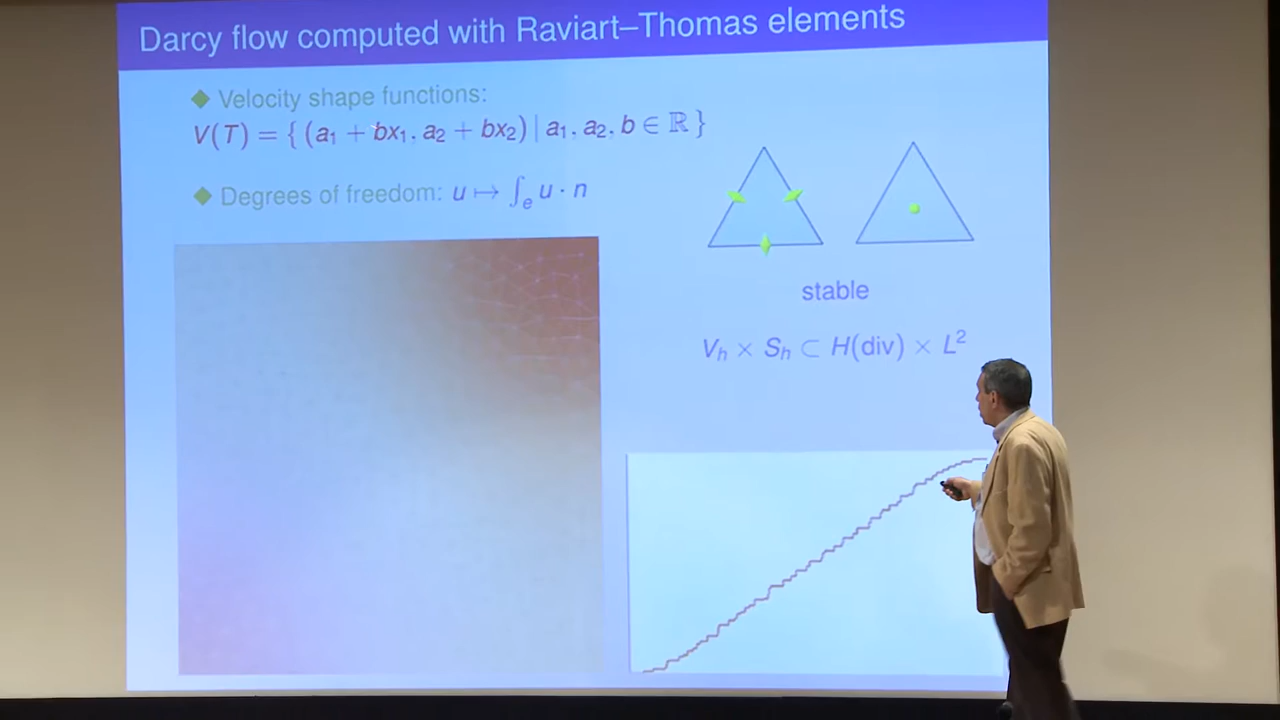 Darcy flow computed with Raviart–Thomas elements
Velocity shape functions:
V(T) = { (a₁ + bx₁, a₂ + bx₂) | a₁, a₂, b ∈ ℝ }
Degrees of freedom: u ↦ ∫ₑ u · n
stable
Vₕ × Sₕ ⊂ H(div) × L²